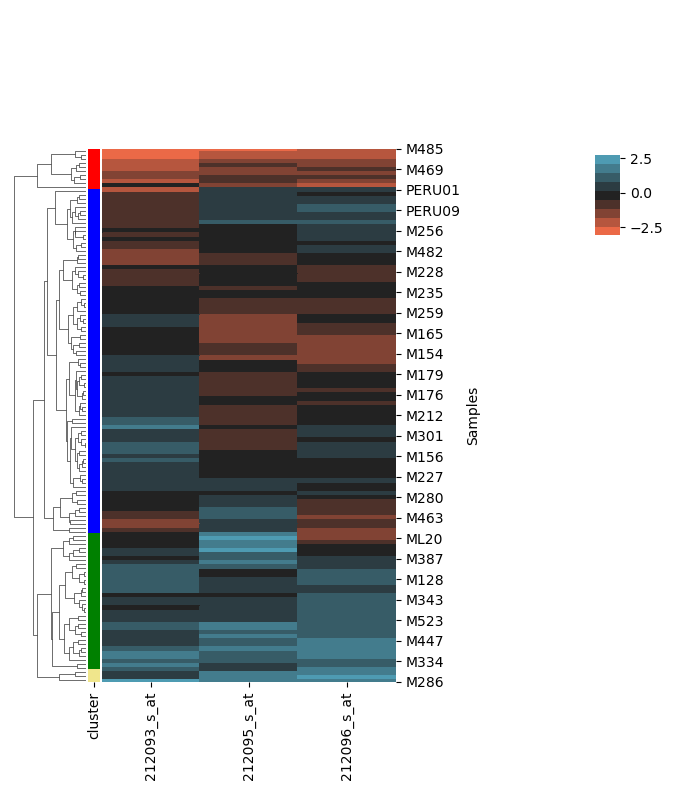 M485
M469
PERU01
PERU09
M256
M482
M228
M235
M259
M165
M154
M179
M176
M212
M301
M156
M227
M280
M463
ML20
M387
M128
M343
M523
M447
M334
M286
Samples
2.5
0.0
−2.5
cluster
212093_s_at
212095_s_at
212096_s_at